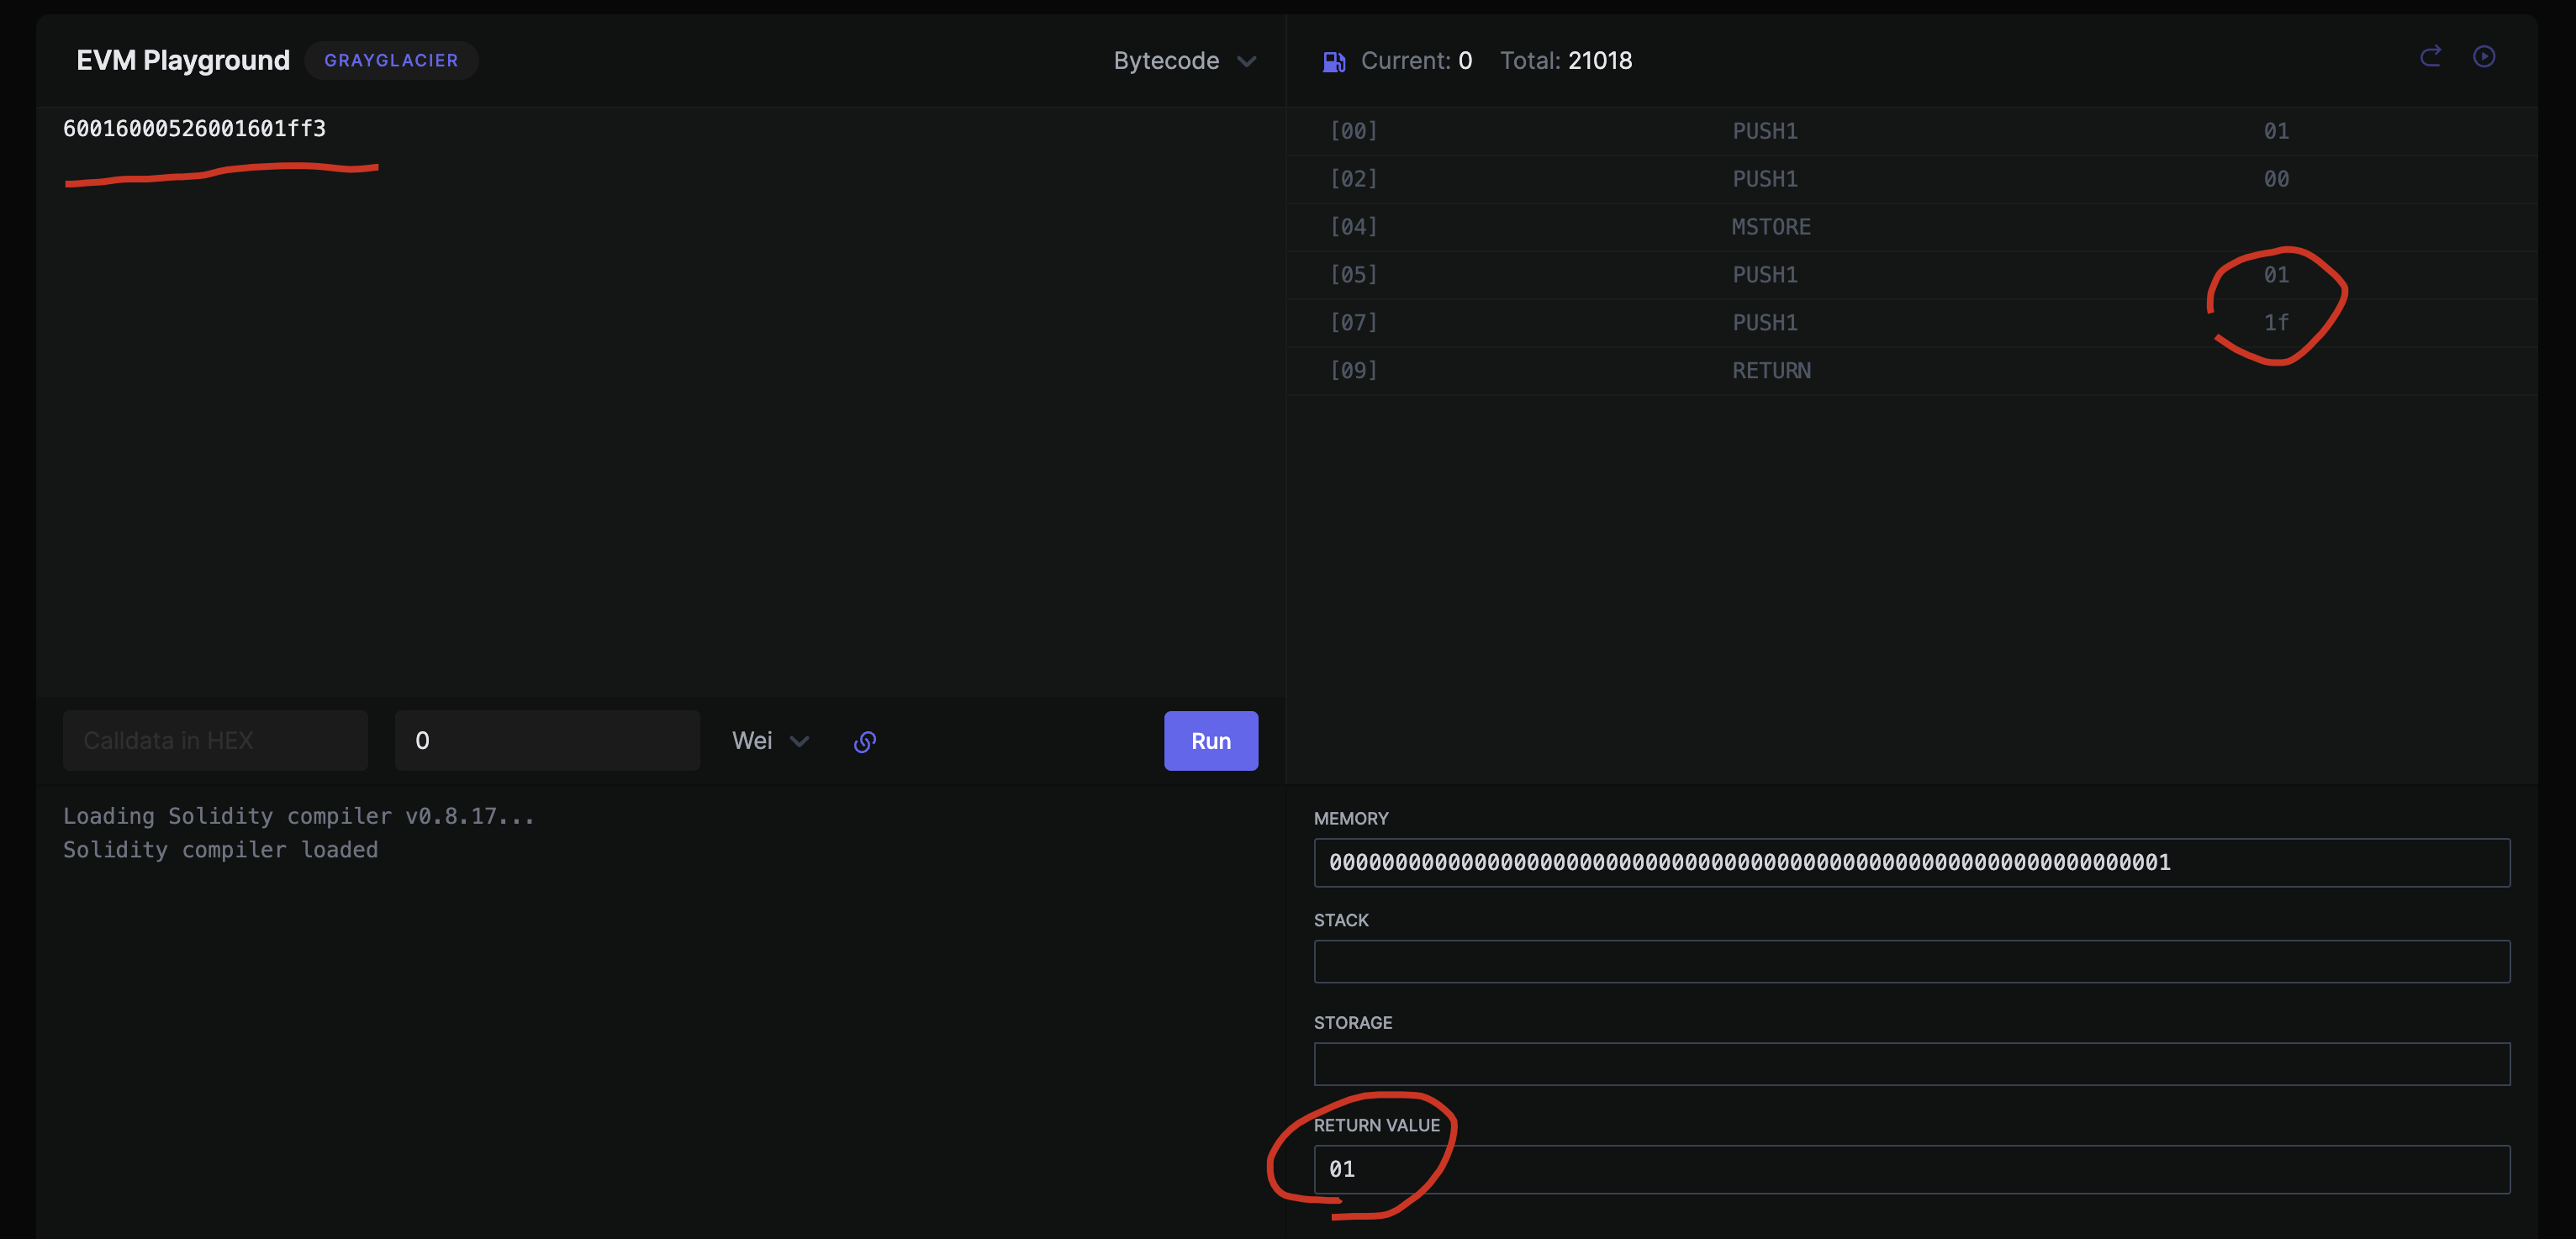 EVM Playground GRAYGLACIER Bytecode
60016000526001601ff3
Calldata in HEX 0 Wei Run
Loading Solidity compiler v0.8.17...
Solidity compiler loaded
Current: 0 Total: 21018
[00] PUSH1 01
[02] PUSH1 00
[04] MSTORE
[05] PUSH1 01
[07] PUSH1 1f
[09] RETURN
MEMORY
0000000000000000000000000000000000000000000000000000000000000001
STACK
STORAGE
RETURN VALUE
01